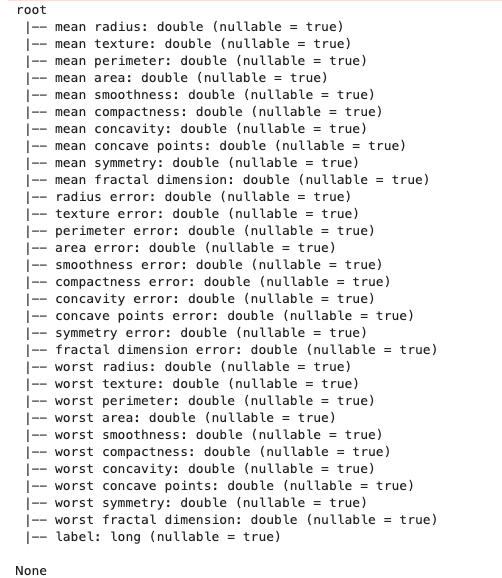 root
 |-- mean radius: double (nullable = true)
 |-- mean texture: double (nullable = true)
 |-- mean perimeter: double (nullable = true)
 |-- mean area: double (nullable = true)
 |-- mean smoothness: double (nullable = true)
 |-- mean compactness: double (nullable = true)
 |-- mean concavity: double (nullable = true)
 |-- mean concave points: double (nullable = true)
 |-- mean symmetry: double (nullable = true)
 |-- mean fractal dimension: double (nullable = true)
 |-- radius error: double (nullable = true)
 |-- texture error: double (nullable = true)
 |-- perimeter error: double (nullable = true)
 |-- area error: double (nullable = true)
 |-- smoothness error: double (nullable = true)
 |-- compactness error: double (nullable = true)
 |-- concavity error: double (nullable = true)
 |-- concave points error: double (nullable = true)
 |-- symmetry error: double (nullable = true)
 |-- fractal dimension error: double (nullable = true)
 |-- worst radius: double (nullable = true)
 |-- worst texture: double (nullable = true)
 |-- worst perimeter: double (nullable = true)
 |-- worst area: double (nullable = true)
 |-- worst smoothness: double (nullable = true)
 |-- worst compactness: double (nullable = true)
 |-- worst concavity: double (nullable = true)
 |-- worst concave points: double (nullable = true)
 |-- worst symmetry: double (nullable = true)
 |-- worst fractal dimension: double (nullable = true)
 |-- label: long (nullable = true)
None